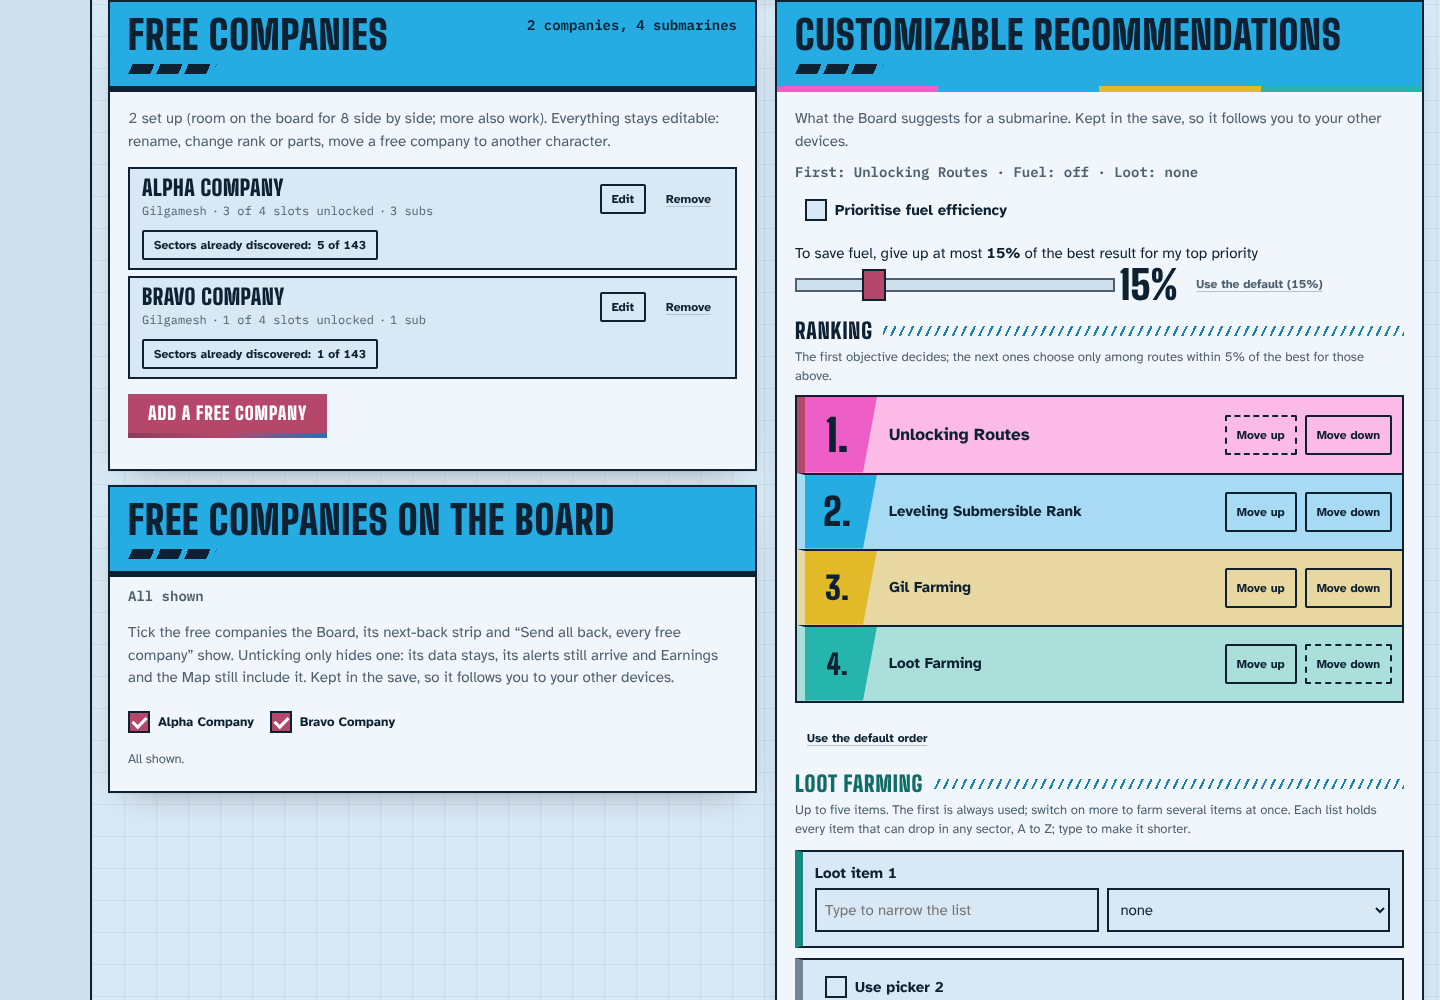 FREE COMPANIES
2 companies, 4 submarines
2 set up (room on the board for 8 side by side; more also work). Everything stays editable:
rename, change rank or parts, move a free company to another character.
ALPHA COMPANY
Gilgamesh · 3 of 4 slots unlocked · 3 subs
Edit
Remove
Sectors already discovered: 5 of 143
BRAVO COMPANY
Gilgamesh · 1 of 4 slots unlocked · 1 sub
Edit
Remove
Sectors already discovered: 1 of 143
ADD A FREE COMPANY
FREE COMPANIES ON THE BOARD
All shown
Tick the free companies the Board, its next-back strip and “Send all back, every free
company” show. Unticking only hides one: its data stays, its alerts still arrive and Earnings
and the Map still include it. Kept in the save, so it follows you to your other devices.
Alpha Company
Bravo Company
All shown.
CUSTOMIZABLE RECOMMENDATIONS
What the Board suggests for a submarine. Kept in the save, so it follows you to your other
devices.
First: Unlocking Routes · Fuel: off · Loot: none
Prioritise fuel efficiency
To save fuel, give up at most 15% of the best result for my top priority
15%
Use the default (15%)
RANKING
The first objective decides; the next ones choose only among routes within 5% of the best for those
above.
1.
Unlocking Routes
Move up
Move down
2.
Leveling Submersible Rank
Move up
Move down
3.
Gil Farming
Move up
Move down
4.
Loot Farming
Move up
Move down
Use the default order
LOOT FARMING
Up to five items. The first is always used; switch on more to farm several items at once. Each list holds
every item that can drop in any sector, A to Z; type to make it shorter.
Loot item 1
Type to narrow the list
none
Use picker 2